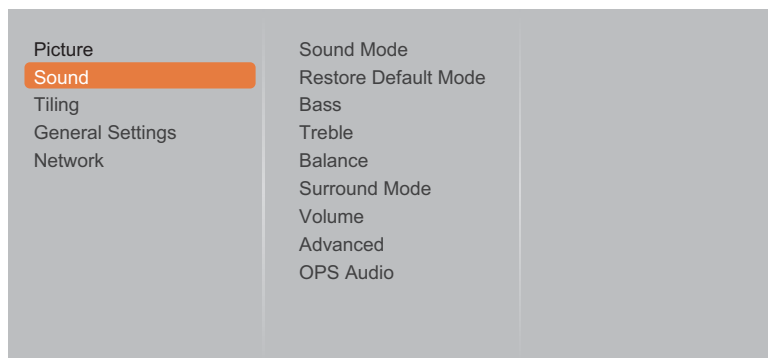 Picture
Sound
Tiling
General Settings
Network
Sound Mode
Restore Default Mode
Bass
Treble
Balance
Surround Mode
Volume
Advanced
OPS Audio